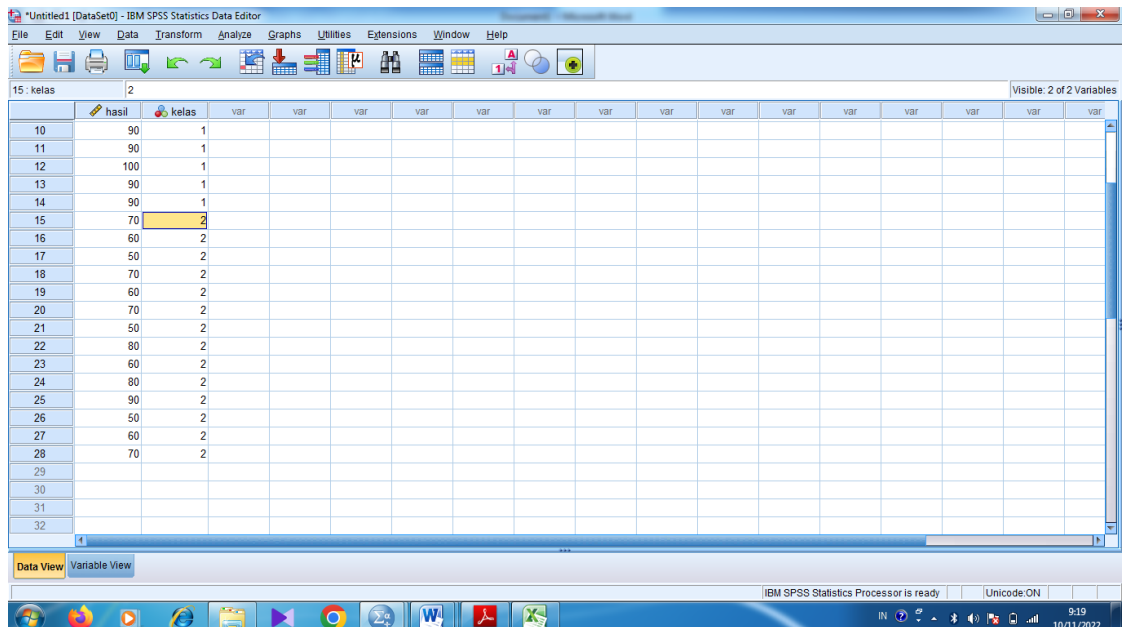 *Untitled1 [DataSet0] - IBM SPSS Statistics Data Editor
File Edit View Data Transform Analyze Graphs Utilities Extensions Window Help
15 : kelas 2 Visible: 2 of 2 Variables
hasil kelas var var var var var var var var var var var var var var
10 90 1
11 90 1
12 100 1
13 90 1
14 90 1
15 70 2
16 60 2
17 50 2
18 70 2
19 60 2
20 70 2
21 50 2
22 80 2
23 60 2
24 80 2
25 90 2
26 50 2
27 60 2
28 70 2
29
30
31
32
Data View Variable View
IBM SPSS Statistics Processor is ready Unicode:ON
IN 9:19
10/11/2022